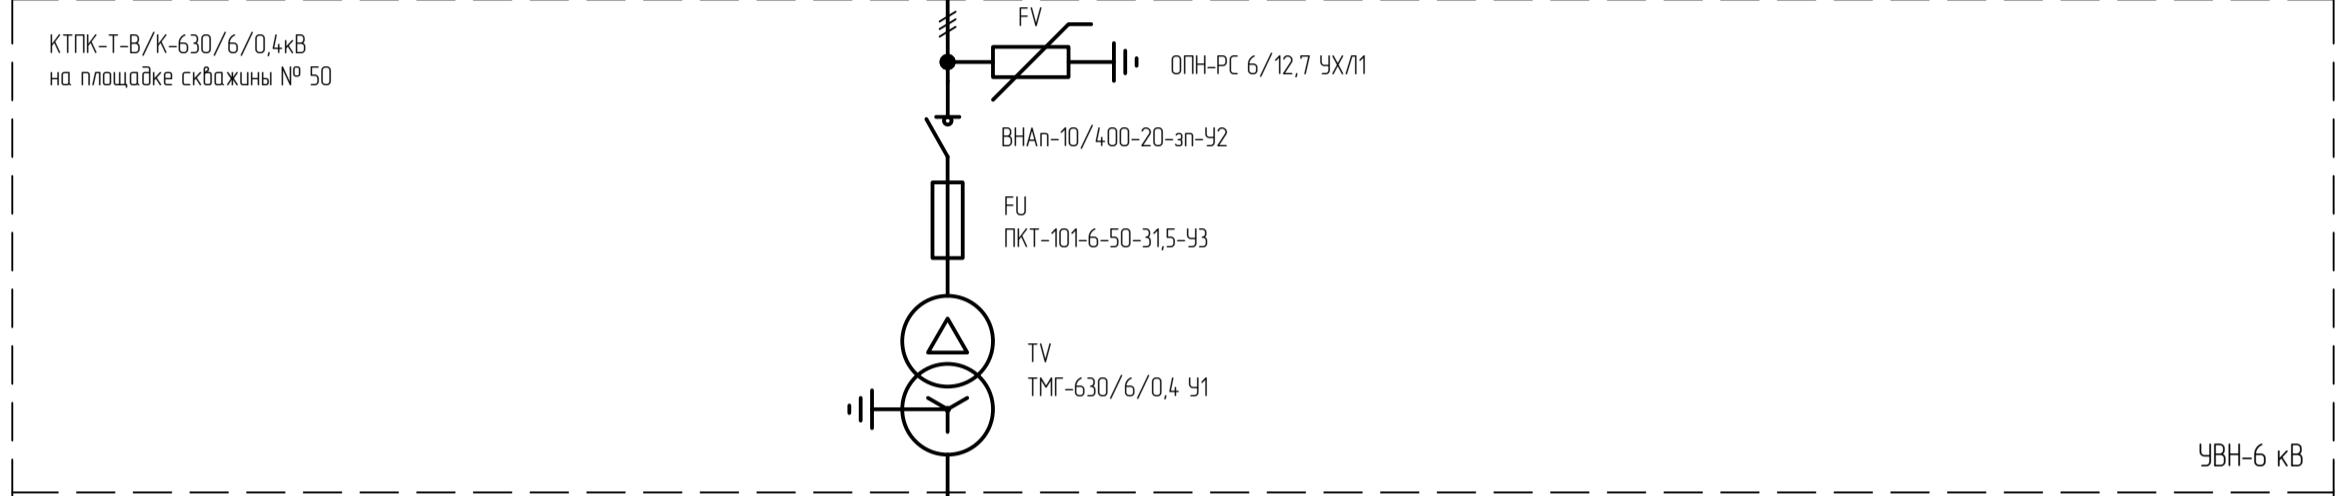 КТПК-Т-В/К-630/6/0,4кВ
на площадке скважины № 50
FV
ОПН-РС 6/12,7 УХЛ1
ВНАп-10/400-20-зп-У2
FU
ПКТ-101-6-50-31,5-У3
TV
ТМГ-630/6/0,4 У1
УВН-6 кВ